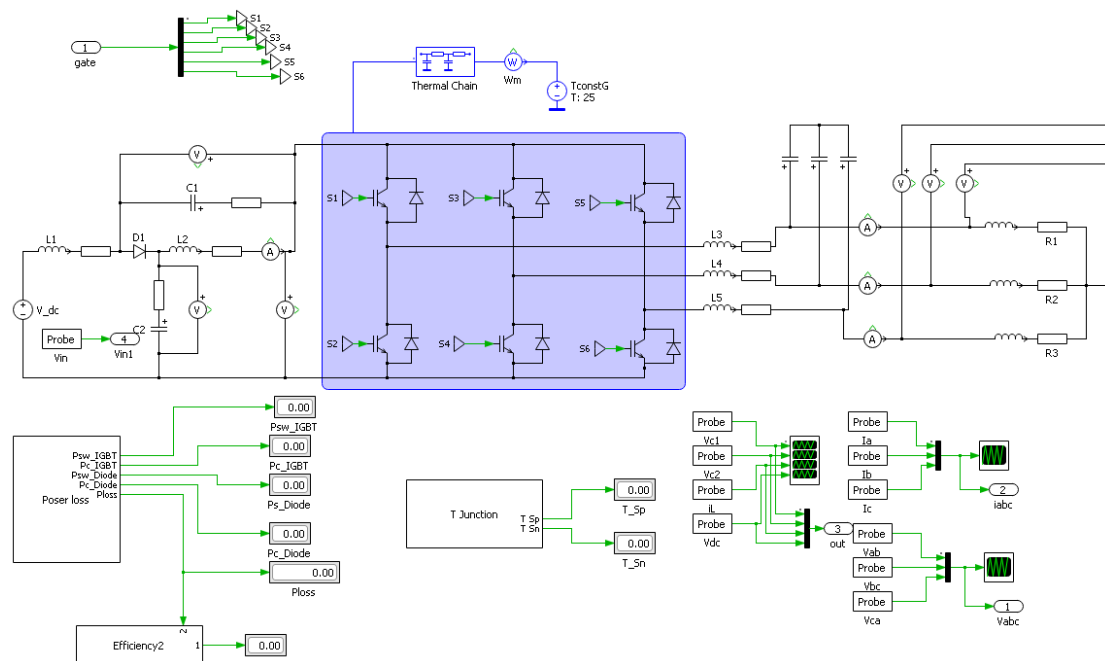 S1
S2
S3
S4
S5
S6
1
gate
Thermal Chain
W
Wm
TconstG
T: 25
V
C1
L1
D1
L2
A
V_dc
V
V
C2
Probe
Vin
4
Vin1
S1
S3
S5
S2
S4
S6
L3
L4
L5
V
V
V
A
A
A
R1
R2
R3
Psw_IGBT
Pc_IGBT
Psw_Diode
Pc_Diode
Ploss
Poser loss
0.00
Psw_IGBT
0.00
Pc_IGBT
0.00
Ps_Diode
0.00
Pc_Diode
0.00
Ploss
2
Efficiency2
1
0.00
T Junction
T Sp
T Sn
0.00
T_Sp
0.00
T_Sn
Probe
Vc1
Probe
Vc2
Probe
iL
Probe
Vdc
3
out
Probe
Ia
Probe
Ib
Probe
Ic
2
iabc
Probe
Vab
Probe
Vbc
Probe
Vca
1
Vabc